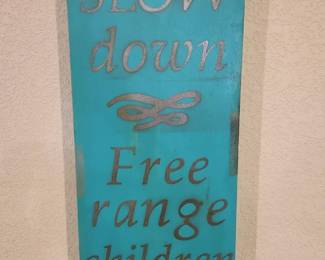 SLOW
down
Free
range
children